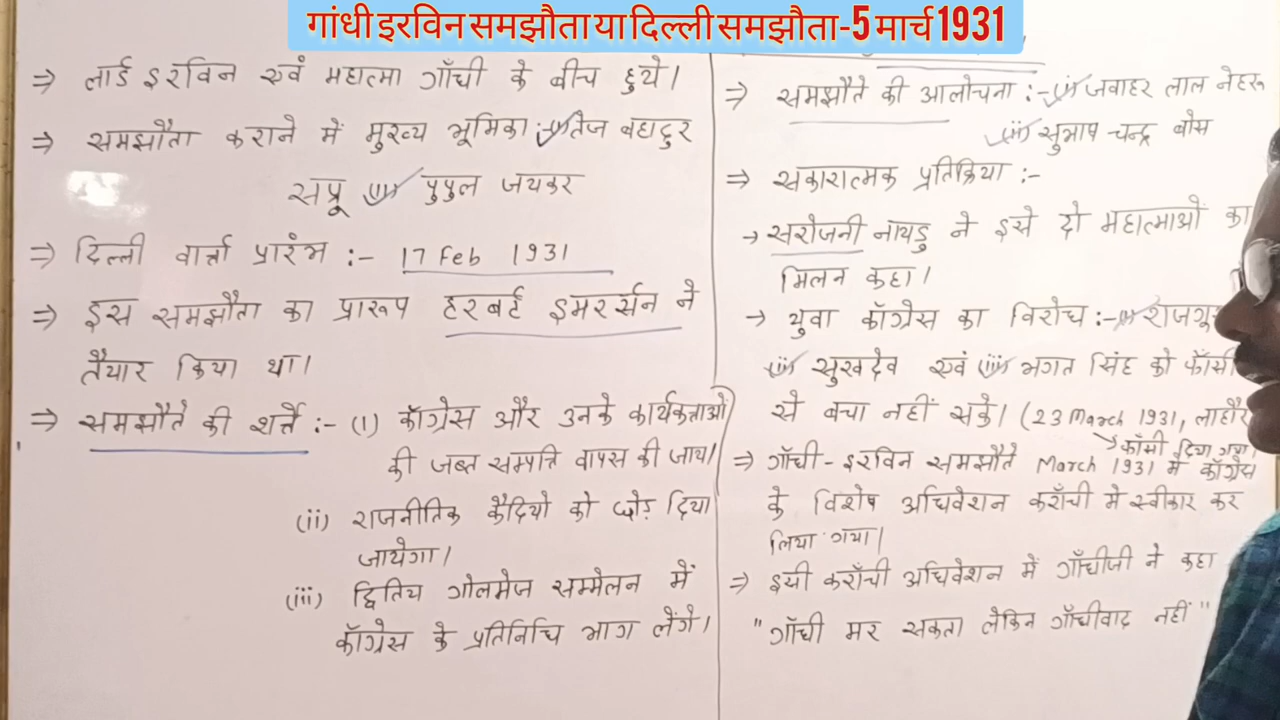 गांधी इरविन समझौता या दिल्ली समझौता-5 मार्च 1931
⇒ लार्ड इरविन एवं महात्मा गाँधी के बीच हुये।
⇒ समझौता कराने में मुख्य भूमिका :- (i) तेज बहादुर
सप्रू (ii) पुपुल जयकर
⇒ दिल्ली वार्त्ता प्रारंभ :- 17 Feb 1931
⇒ इस समझौता का प्रारूप हरबर्ट इमरर्सन ने
तैयार किया था।
⇒ समझौते की शर्त्ते :- (i) काँग्रेस और उनके कार्यकर्त्ताओं
की जब्त सम्पत्ति वापस की जाय।
(ii) राजनीतिक कैदियो को छोड़ दिया
जायेगा।
(iii) द्वितिय गोलमेज सम्मेलन में
काँग्रेस के प्रतिनिधि भाग लेंगे।
⇒ समझौते की आलोचना :- (i) जवाहर लाल नेहरू
(ii) सुभाष चन्द्र बोस
⇒ सकारात्मक प्रतिक्रिया :-
→ सरोजनी नायडु ने इसे दो महात्माओं का
मिलन कहा।
→ युवा काँग्रेस का विरोध :- (i)
(ii) सुखदेव एवं (iii) भगत सिंह को फाँसी
से बचा नहीं सके। (23 March 1931, लाहौर
→ फाँसी दिया गया।
⇒ गाँधी - इरविन समझौते March 1931 में काँग्रेस
के विशेष अधिवेशन कराँची मे स्वीकार कर
लिया गया।
⇒ इसी कराँची अधिवेशन में गाँधीजी ने कहा
"गाँधी मर सकता लेकिन गाँधीवाद नहीं"